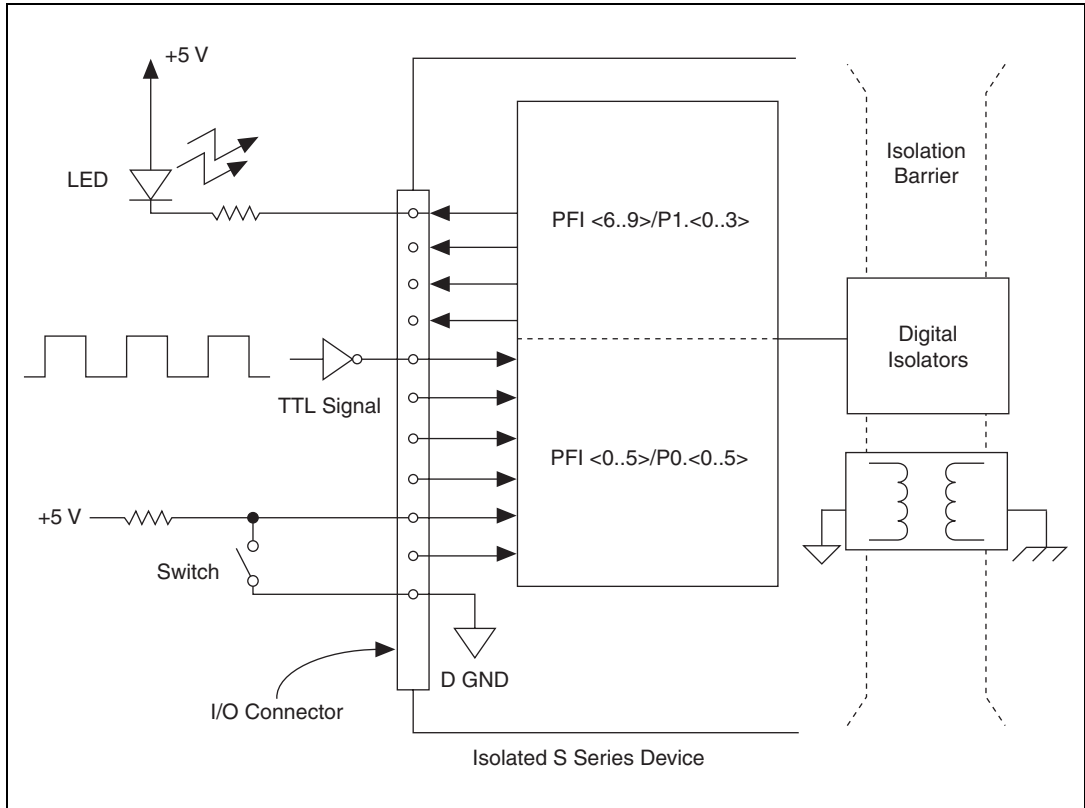 +5 V
LED
Isolation
Barrier
PFI <6..9>/P1.<0..3>
Digital
Isolators
TTL Signal
PFI <0..5>/P0.<0..5>
+5 V
Switch
D GND
I/O Connector
Isolated S Series Device